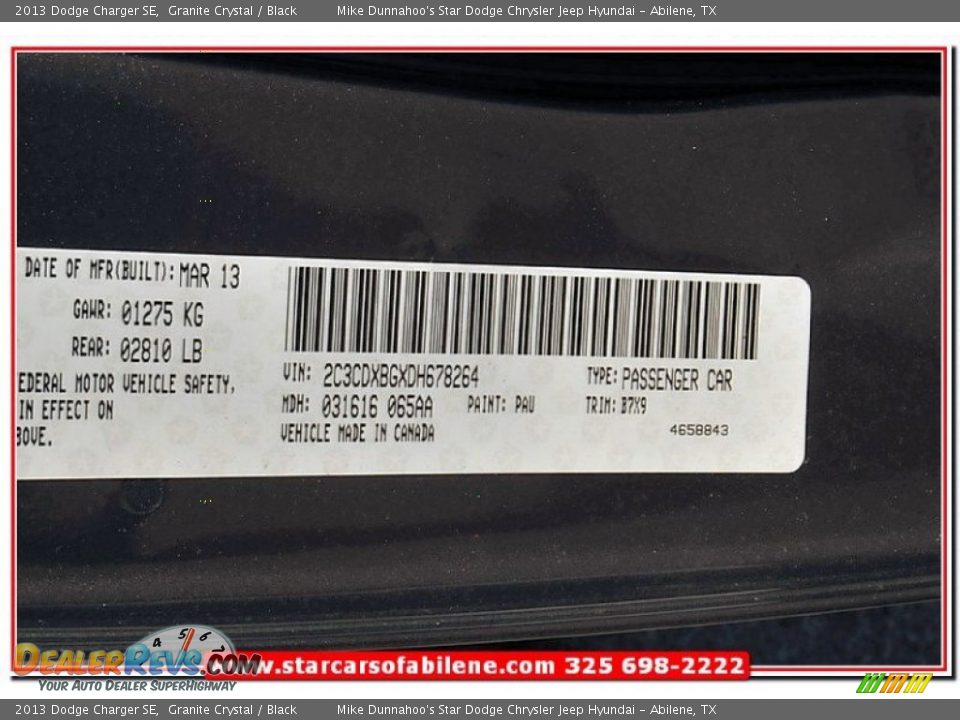 2013 Dodge Charger SE, Granite Crystal / Black Mike Dunnahoo's Star Dodge Chrysler Jeep Hyundai - Abilene, TX
DATE OF MFR(BUILT): MAR 13
GAWR: 01275 KG
REAR: 02810 LB
EDERAL MOTOR VEHICLE SAFETY,
IN EFFECT ON
BOVE.
VIN: 2C3CDXBGXDH678264 TYPE: PASSENGER CAR
MDH: 031616 065AA PAINT: PAU TRIM: B7X9
VEHICLE MADE IN CANADA 4658843
4 5 6 7
DEALERREVS.COM
YOUR AUTO DEALER SUPERHIGHWAY
w.starcarsofabilene.com 325 698-2222
2013 Dodge Charger SE, Granite Crystal / Black Mike Dunnahoo's Star Dodge Chrysler Jeep Hyundai - Abilene, TX